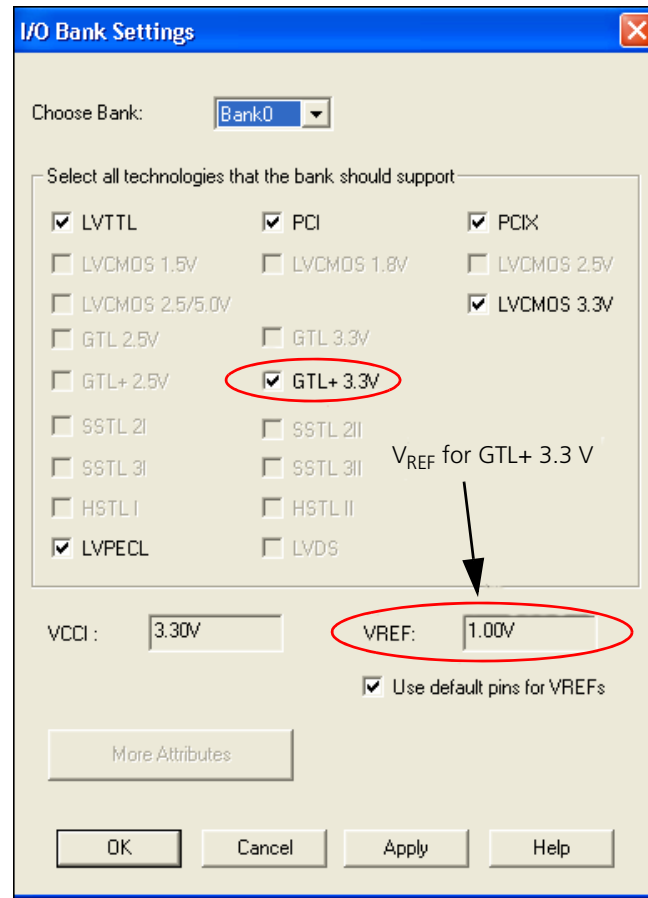 I/O Bank Settings
Choose Bank: Bank0
Select all technologies that the bank should support
LVTTL PCI PCIX
LVCMOS 1.5V LVCMOS 1.8V LVCMOS 2.5V
LVCMOS 2.5/5.0V LVCMOS 3.3V
GTL 2.5V GTL 3.3V
GTL+ 2.5V GTL+ 3.3V
SSTL 2I SSTL 2II
SSTL 3I SSTL 3II
VREF for GTL+ 3.3 V
HSTL I HSTL II
LVPECL LVDS
VCCI : 3.30V VREF: 1.00V
Use default pins for VREFs
More Attributes
OK Cancel Apply Help